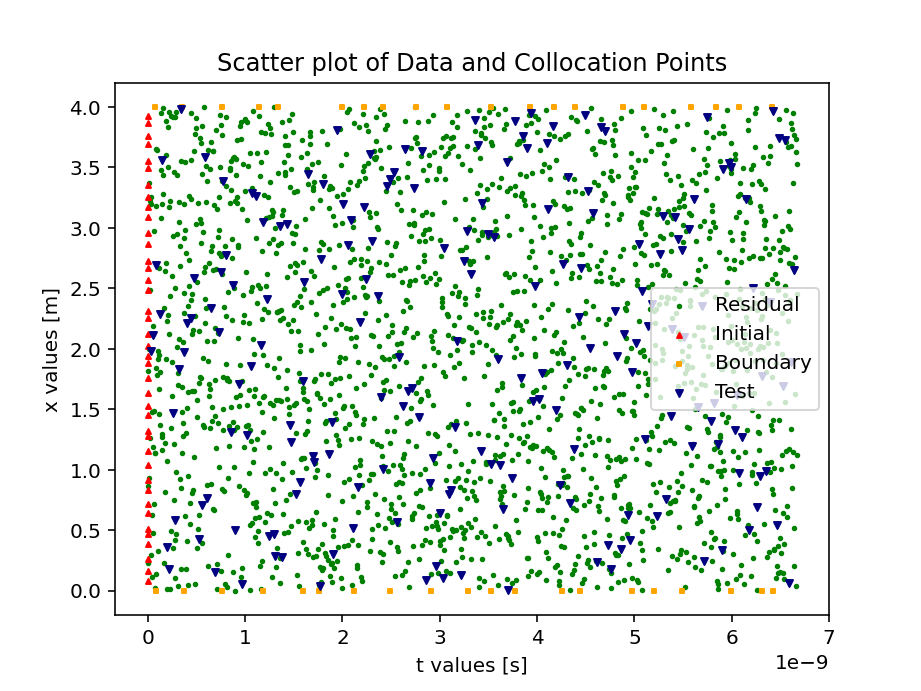 Scatter plot of Data and Collocation Points
4.0
3.5
3.0
2.5
2.0
1.5
1.0
0.5
0.0
x values [m]
Residual
Initial
Boundary
Test
0 1 2 3 4 5 6 7
1e−9
t values [s]